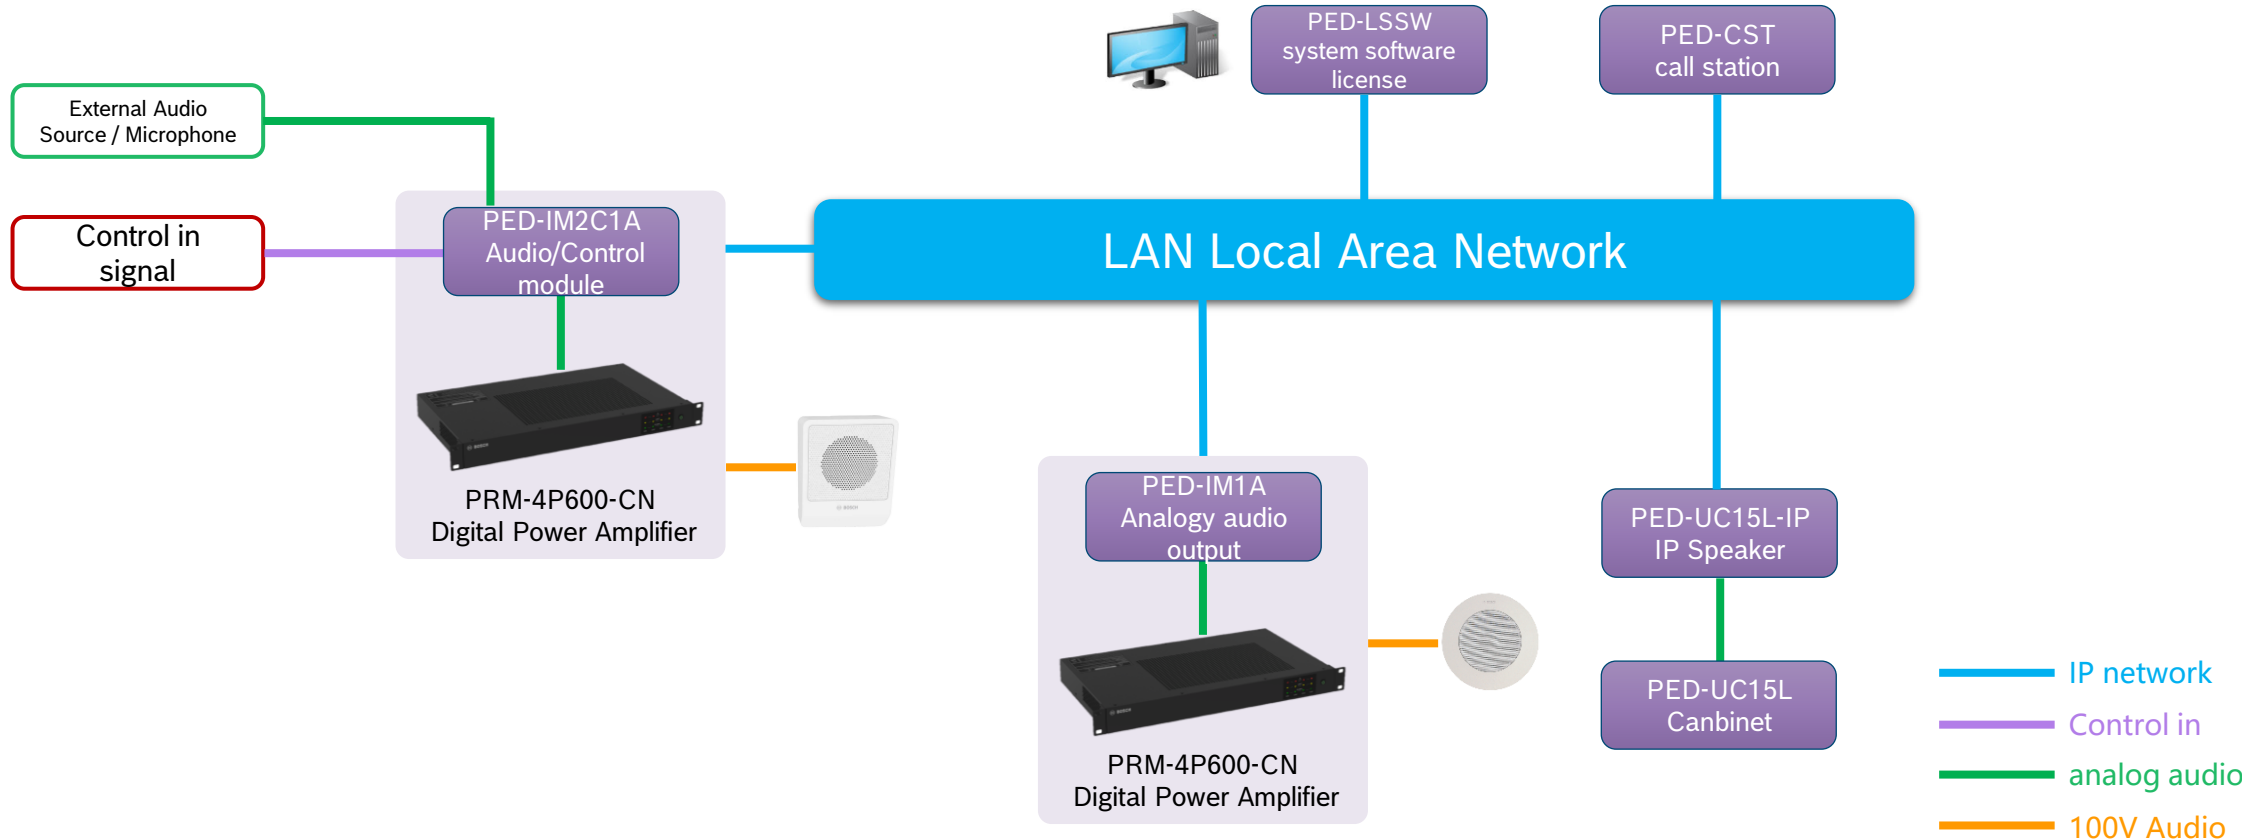 PED-LSSW
system software
license
PED-CST
call station
External Audio
Source / Microphone
Control in
signal
PED-IM2C1A
Audio/Control
module
LAN Local Area Network
BOSCH
PRM-4P600-CN
Digital Power Amplifier
BOSCH
PED-IM1A
Analogy audio
output
BOSCH
PRM-4P600-CN
Digital Power Amplifier
PED-UC15L-IP
IP Speaker
PED-UC15L
Canbinet
IP network
Control in
analog audio
100V Audio